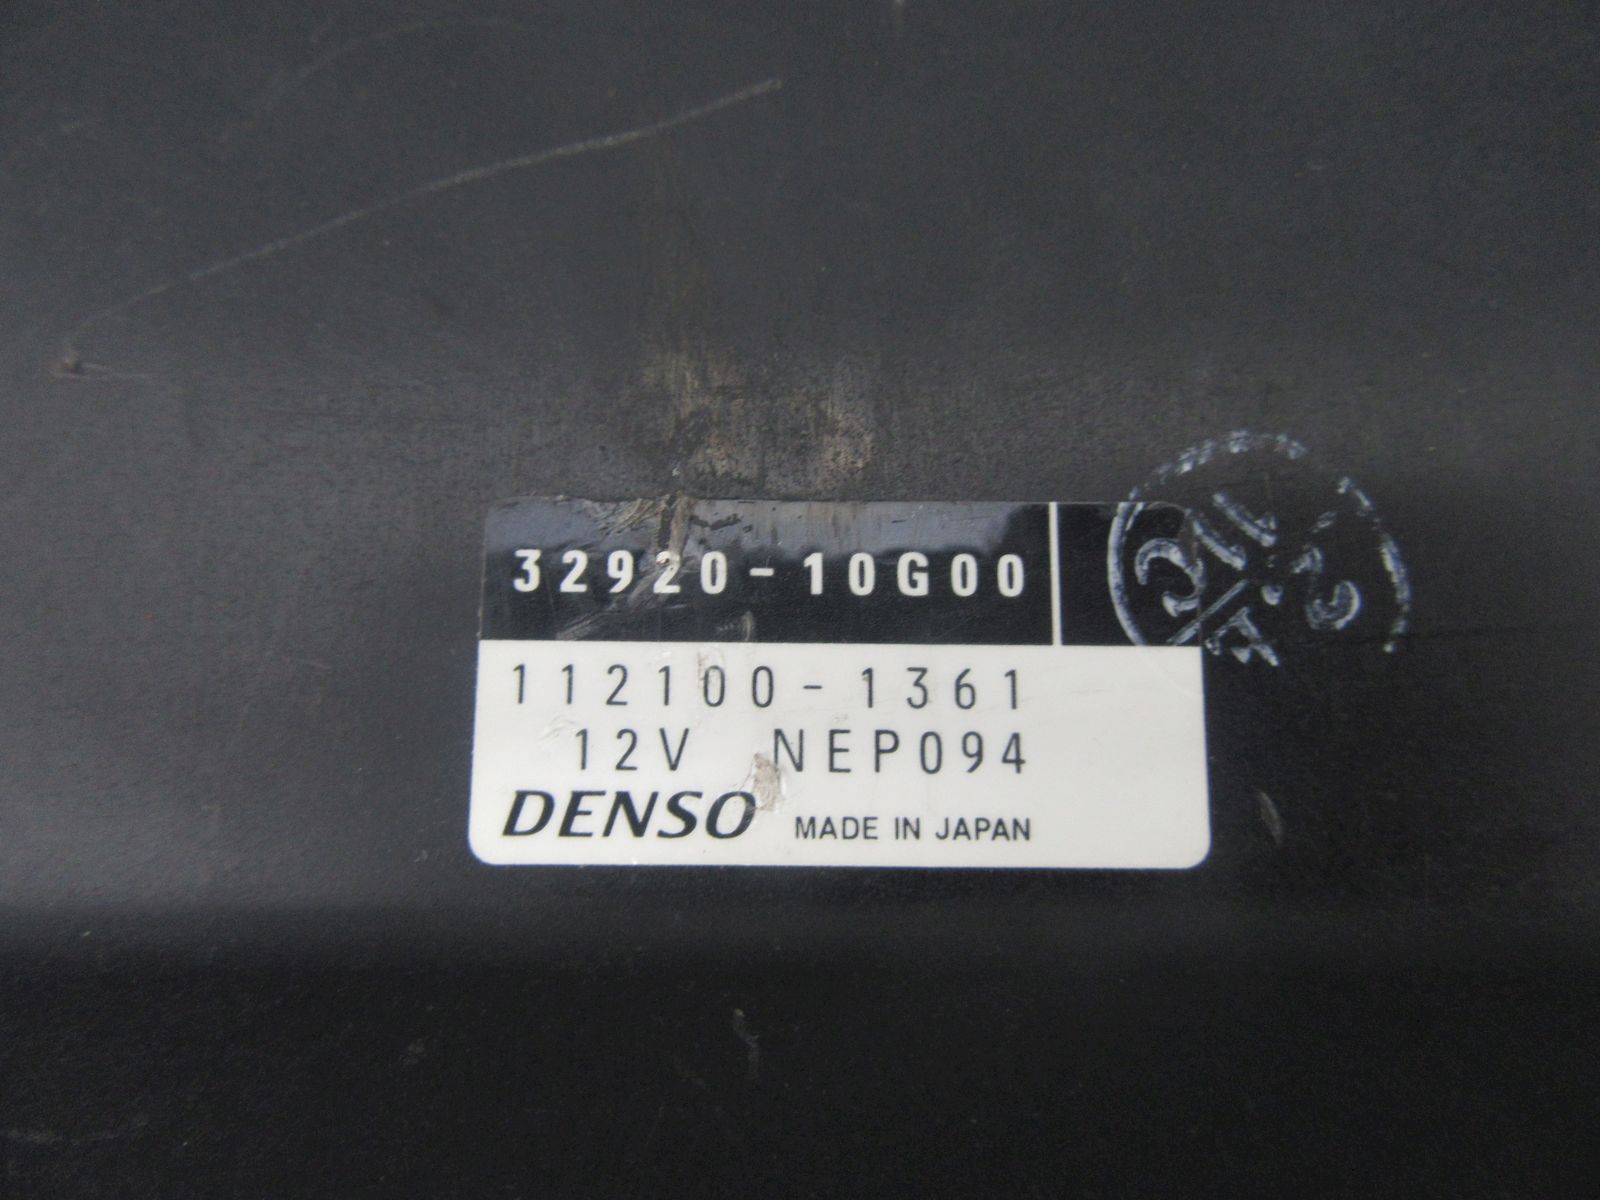 32920-10G00
112100-1361
12V NEP094
DENSO MADE IN JAPAN